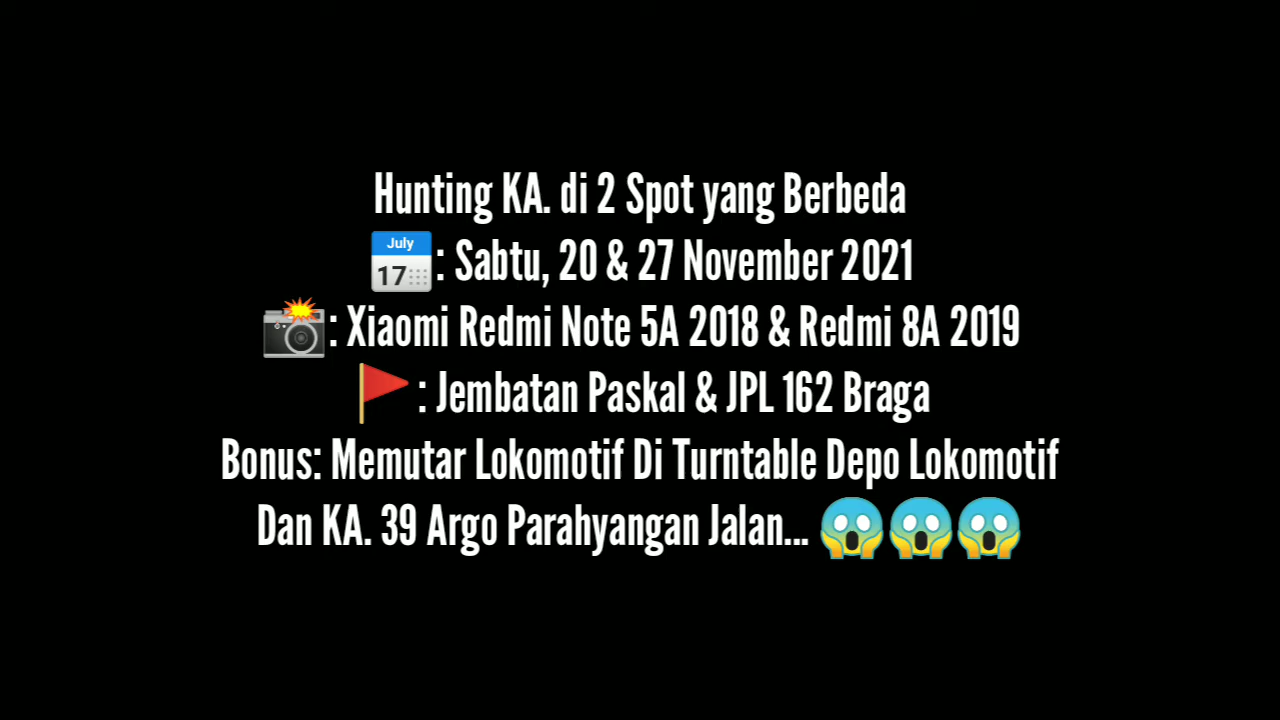 Hunting KA. di 2 Spot yang Berbeda
July 17: Sabtu, 20 & 27 November 2021
: Xiaomi Redmi Note 5A 2018 & Redmi 8A 2019
: Jembatan Paskal & JPL 162 Braga
Bonus: Memutar Lokomotif Di Turntable Depo Lokomotif
Dan KA. 39 Argo Parahyangan Jalan... 😱😱😱